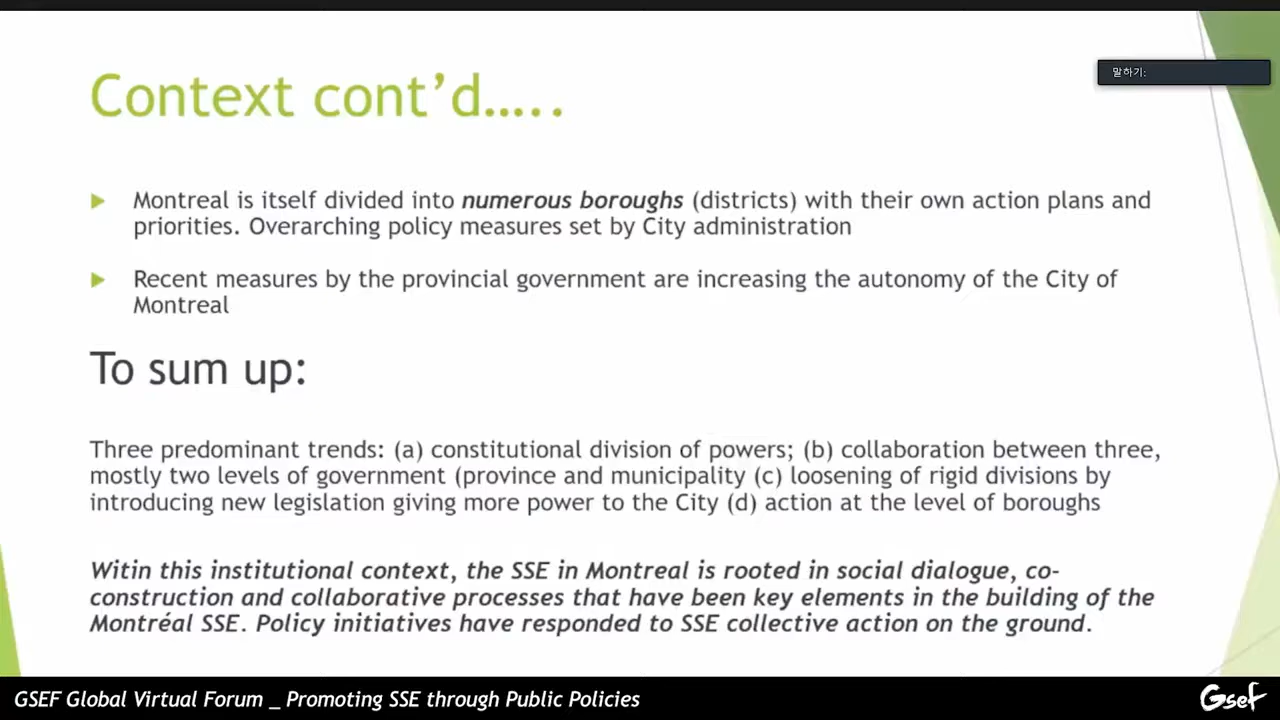 Context cont’d…..
말하기:
Montreal is itself divided into numerous boroughs (districts) with their own action plans and
priorities. Overarching policy measures set by City administration
Recent measures by the provincial government are increasing the autonomy of the City of
Montreal
To sum up:
Three predominant trends: (a) constitutional division of powers; (b) collaboration between three,
mostly two levels of government (province and municipality (c) loosening of rigid divisions by
introducing new legislation giving more power to the City (d) action at the level of boroughs
Witin this institutional context, the SSE in Montreal is rooted in social dialogue, co-
construction and collaborative processes that have been key elements in the building of the
Montréal SSE. Policy initiatives have responded to SSE collective action on the ground.
GSEF Global Virtual Forum _ Promoting SSE through Public Policies
Gsef